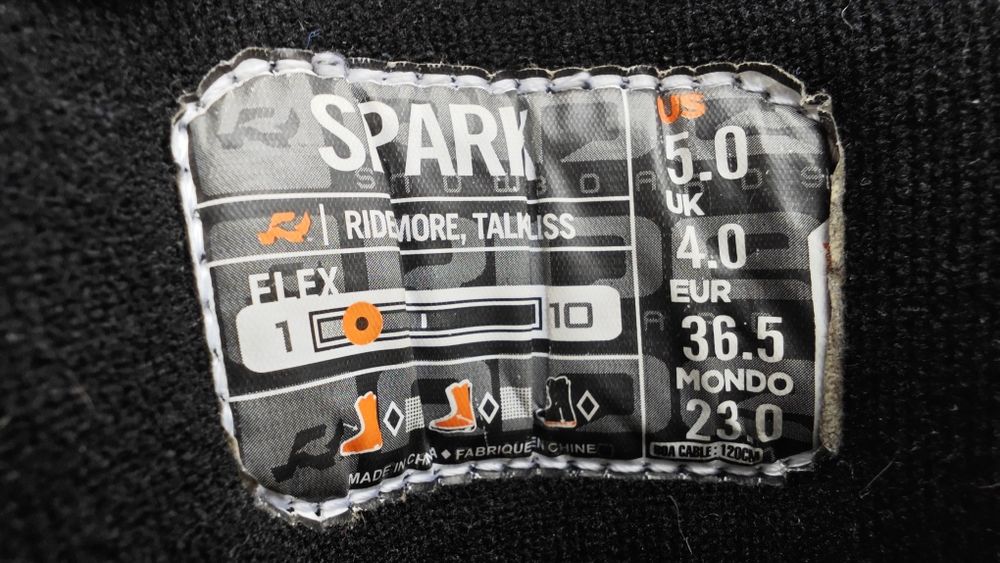 SPARK
SNOWBOARDS
RIDE MORE, TALK LESS
FLEX
1 10
MADE IN CHINA ◆ FABRIQUE EN CHINE
US
5.0
UK
4.0
EUR
36.5
MONDO
23.0
BOA CABLE: 120CM